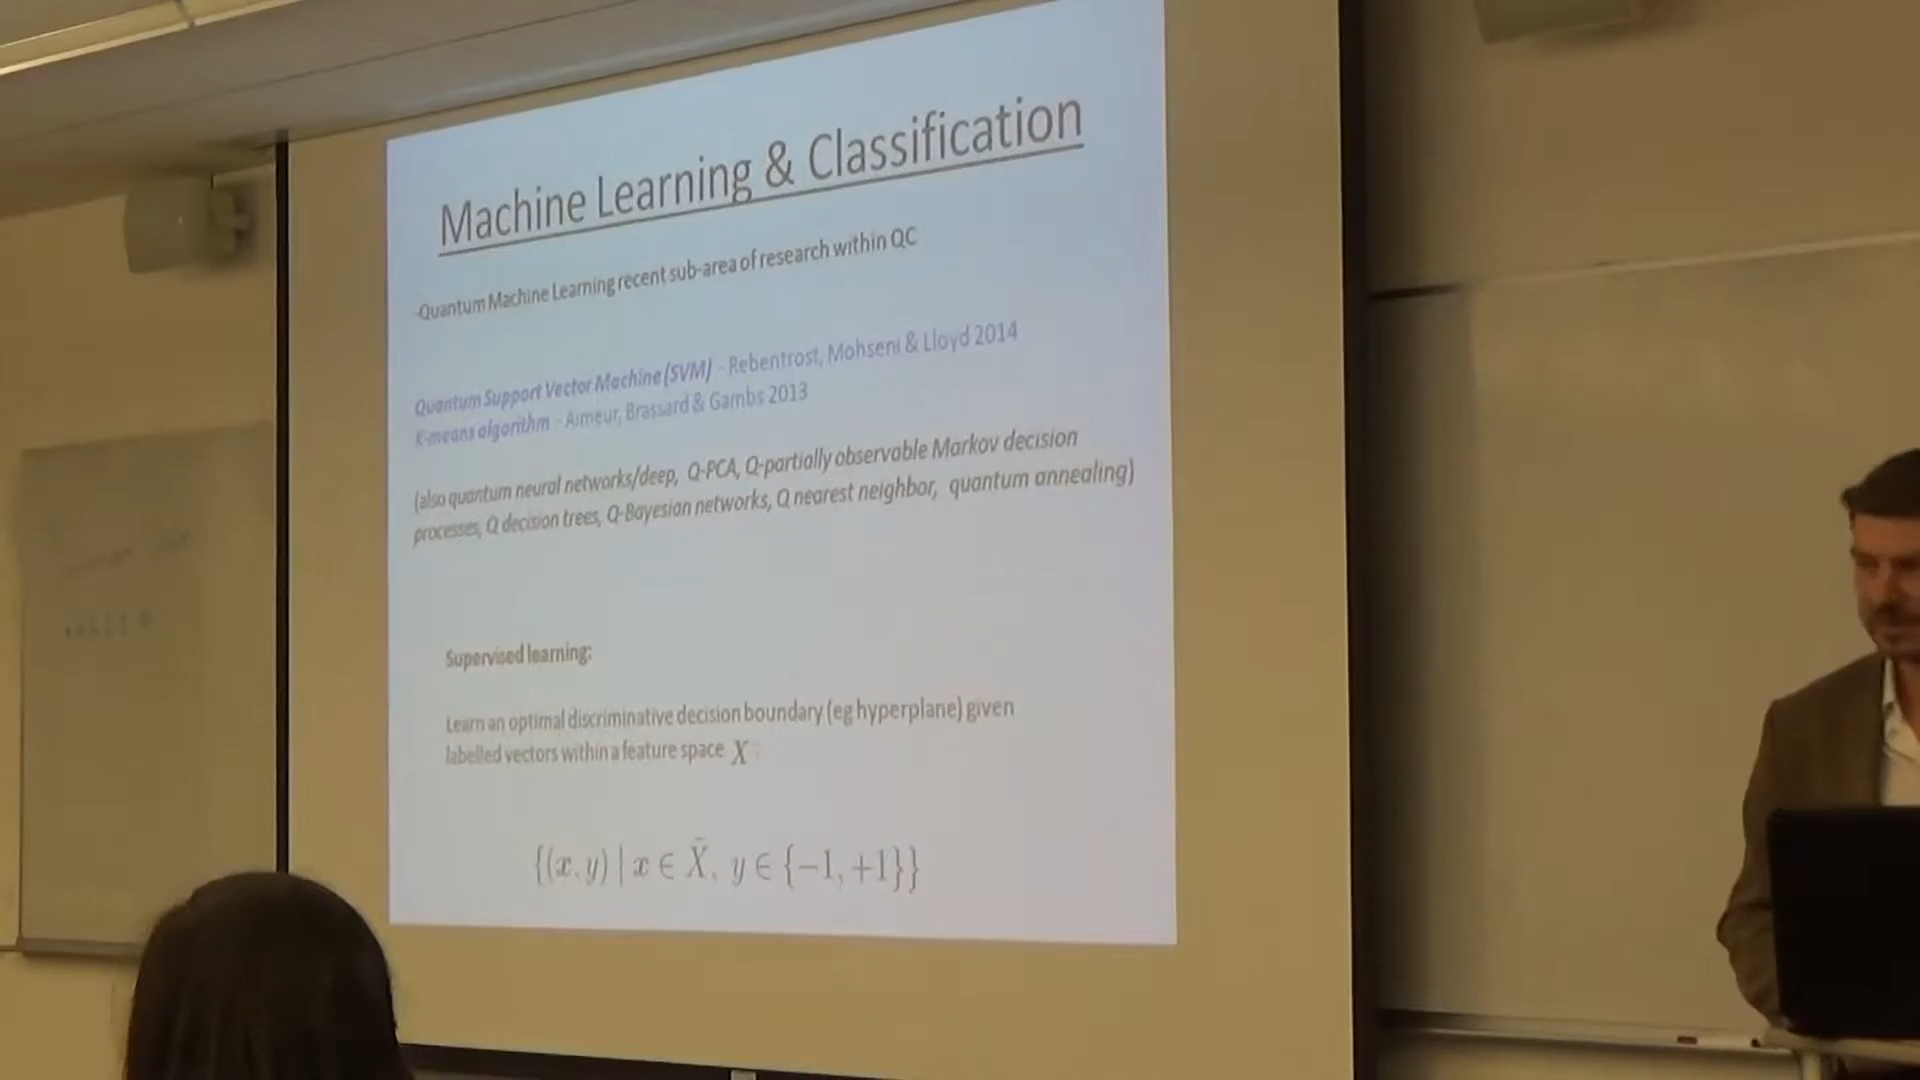 Machine Learning & Classification
-Quantum Machine Learning recent sub-area of research within QC
Quantum Support Vector Machine (SVM) - Rebentrost, Mohseni & Lloyd 2014
K-means algorithm - Aimeur, Brassard & Gambs 2013
(also quantum neural networks/deep, Q-PCA, Q-partially observable Markov decision
processes, Q decision trees, Q-Bayesian networks, Q nearest neighbor, quantum annealing)
Supervised learning:
Learn an optimal discriminative decision boundary (eg hyperplane) given
labelled vectors within a feature space X :
{(x, y) | x ∈ X̄, y ∈ {−1, +1}}